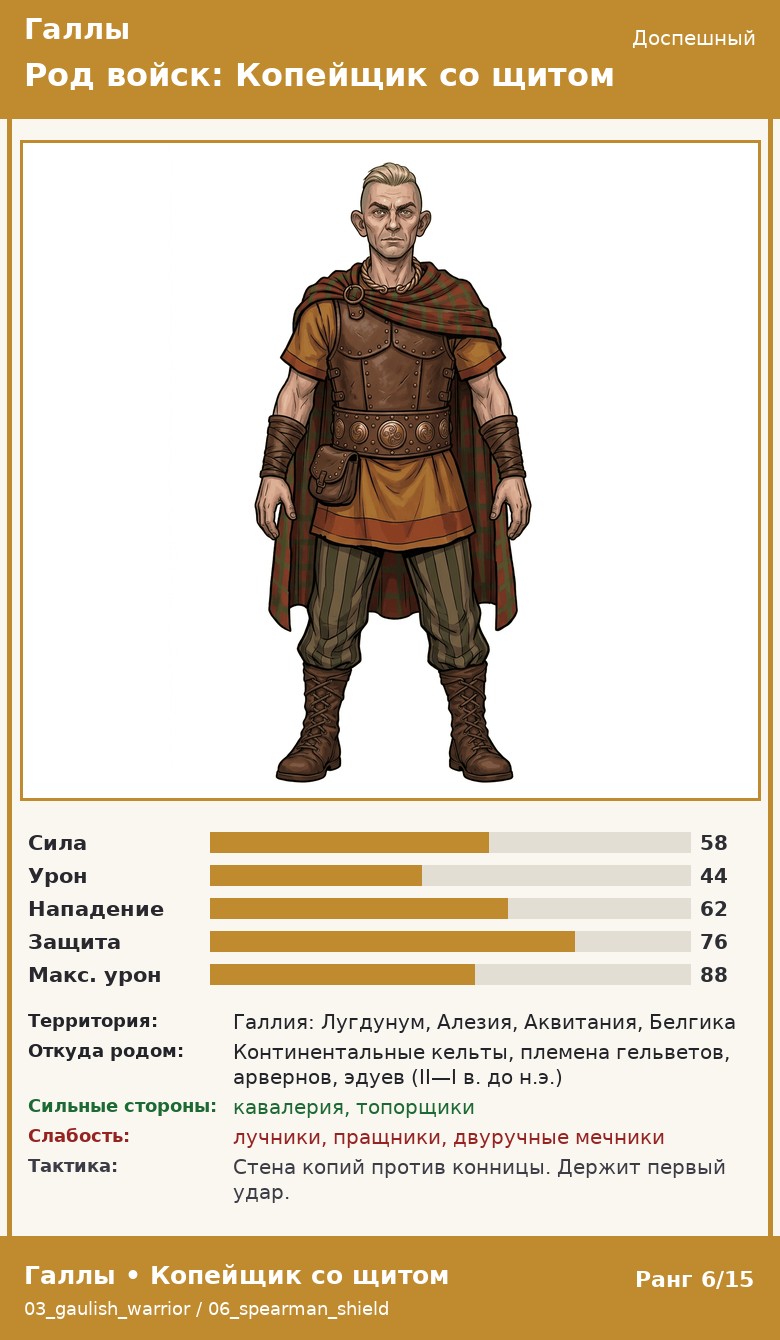 Галлы
Доспешный
Род войск: Копейщик со щитом
Сила 58
Урон 44
Нападение 62
Защита 76
Макс. урон 88
Территория: Галлия: Лугдунум, Алезия, Аквитания, Белгика
Откуда родом: Континентальные кельты, племена гельветов,
арвернов, эдуев (II—I в. до н.э.)
Сильные стороны: кавалерия, топорщики
Слабость: лучники, пращники, двуручные мечники
Тактика: Стена копий против конницы. Держит первый
удар.
Галлы • Копейщик со щитом
Ранг 6/15
03_gaulish_warrior / 06_spearman_shield